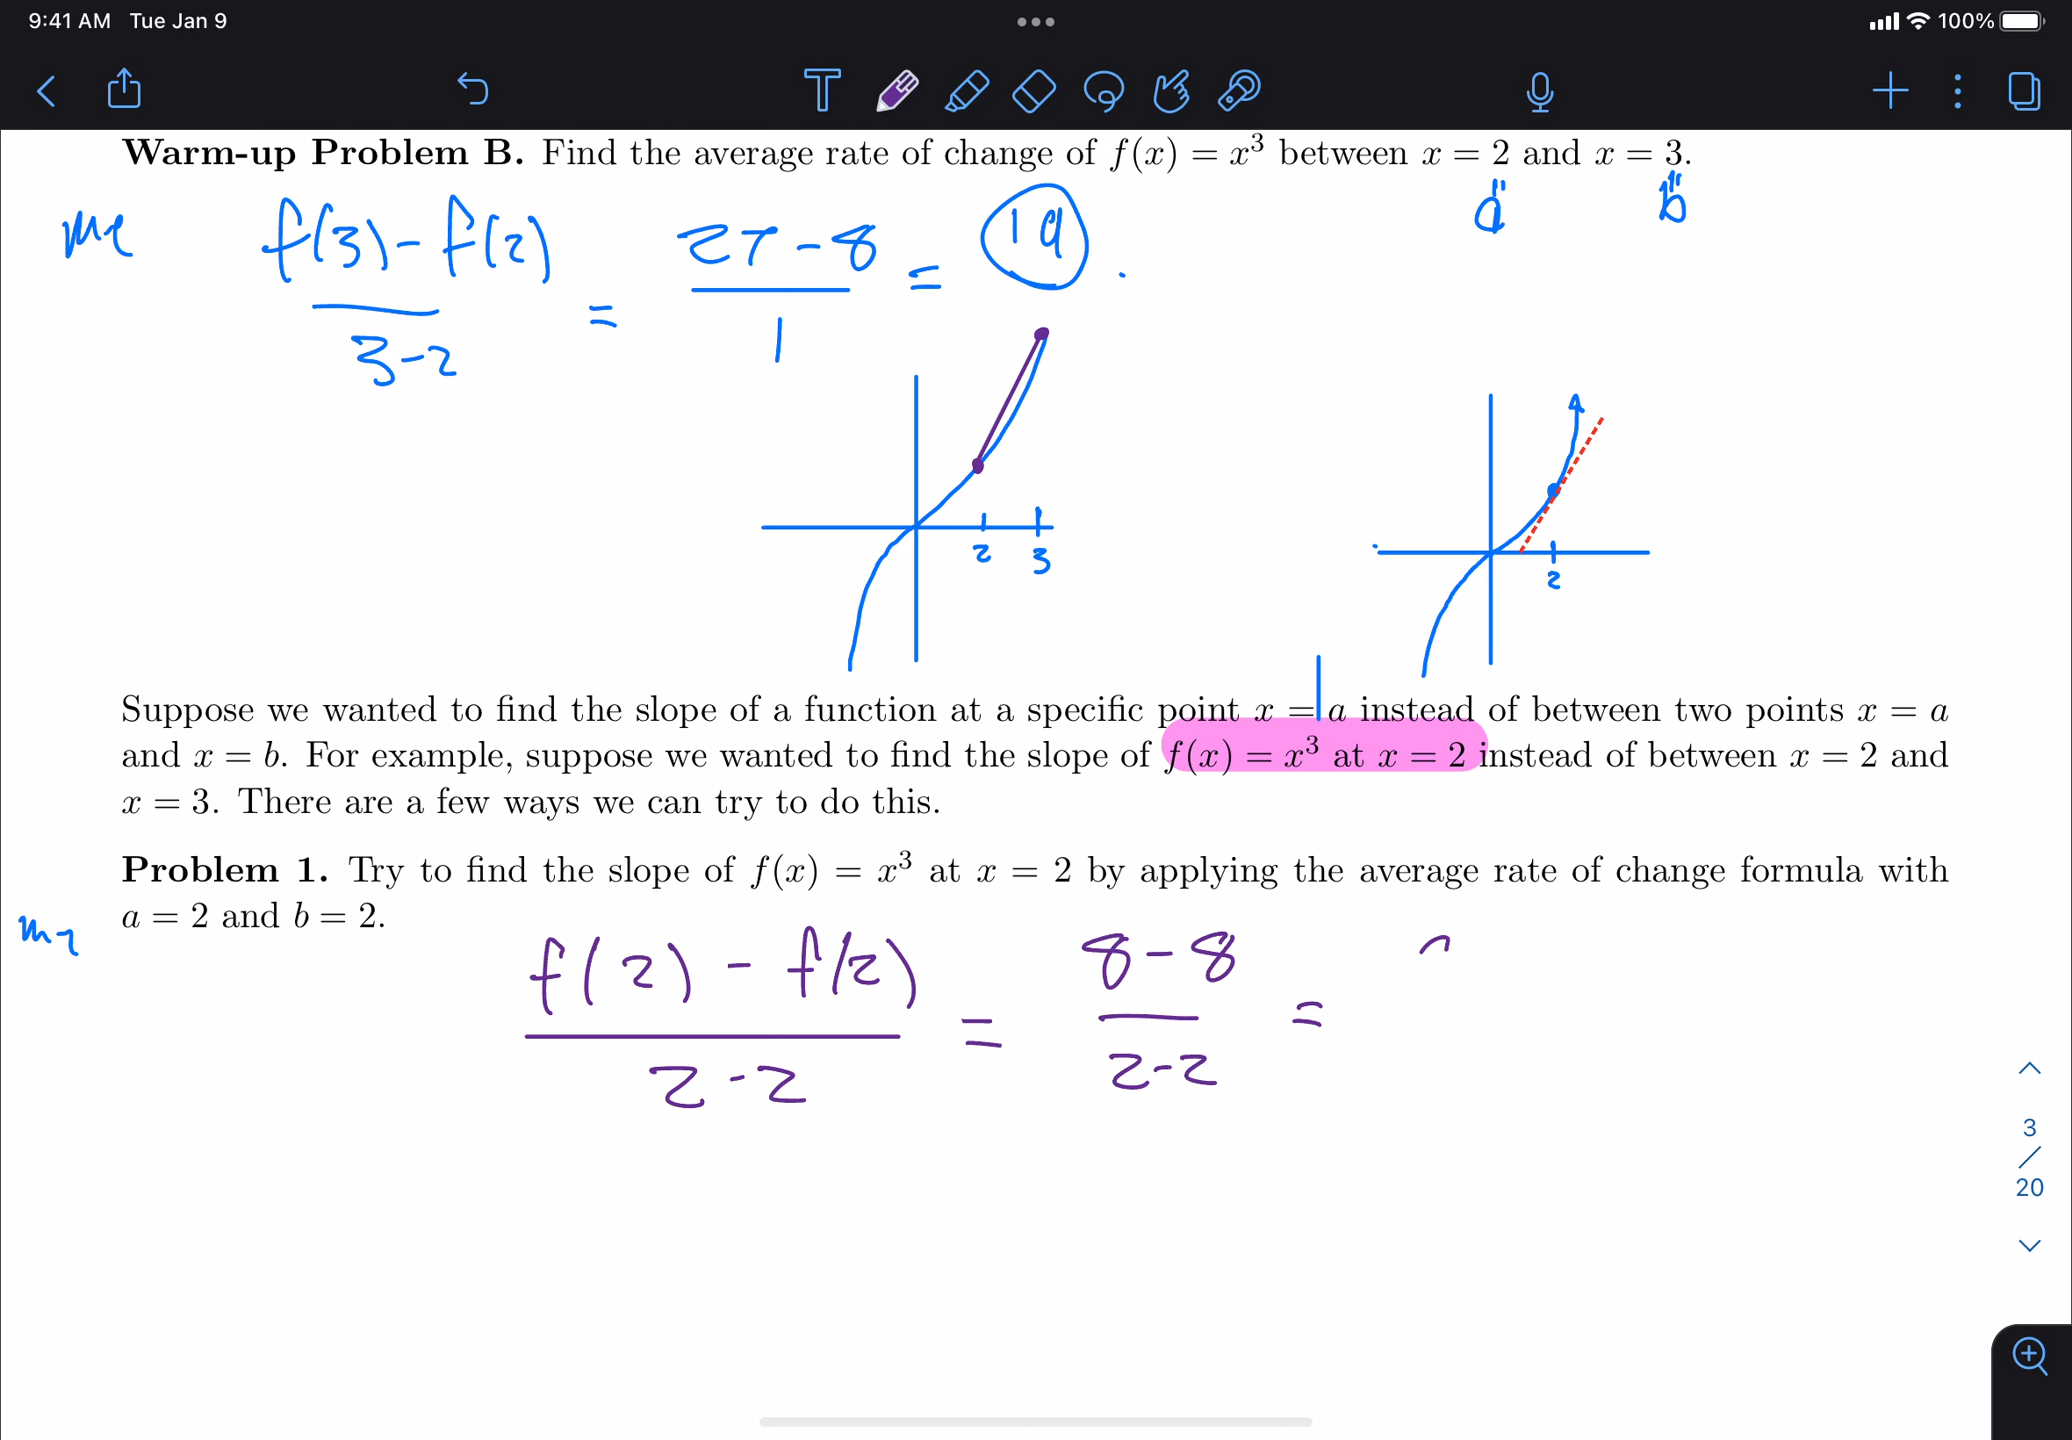 9:41 AM Tue Jan 9
100%
Warm-up Problem B. Find the average rate of change of f(x) = x³ between x = 2 and x = 3.
a
b
f(3) - f(2)
3-2
=
27-8
1
=
19.
2
3
2
Suppose we wanted to find the slope of a function at a specific point x = a instead of between two points x = a
and x = b. For example, suppose we wanted to find the slope of f(x) = x³ at x = 2 instead of between x = 2 and
x = 3. There are a few ways we can try to do this.
Problem 1. Try to find the slope of f(x) = x³ at x = 2 by applying the average rate of change formula with
a = 2 and b = 2.
f(2) - f(2)
2-2
=
8-8
2-2
=
3
/
20